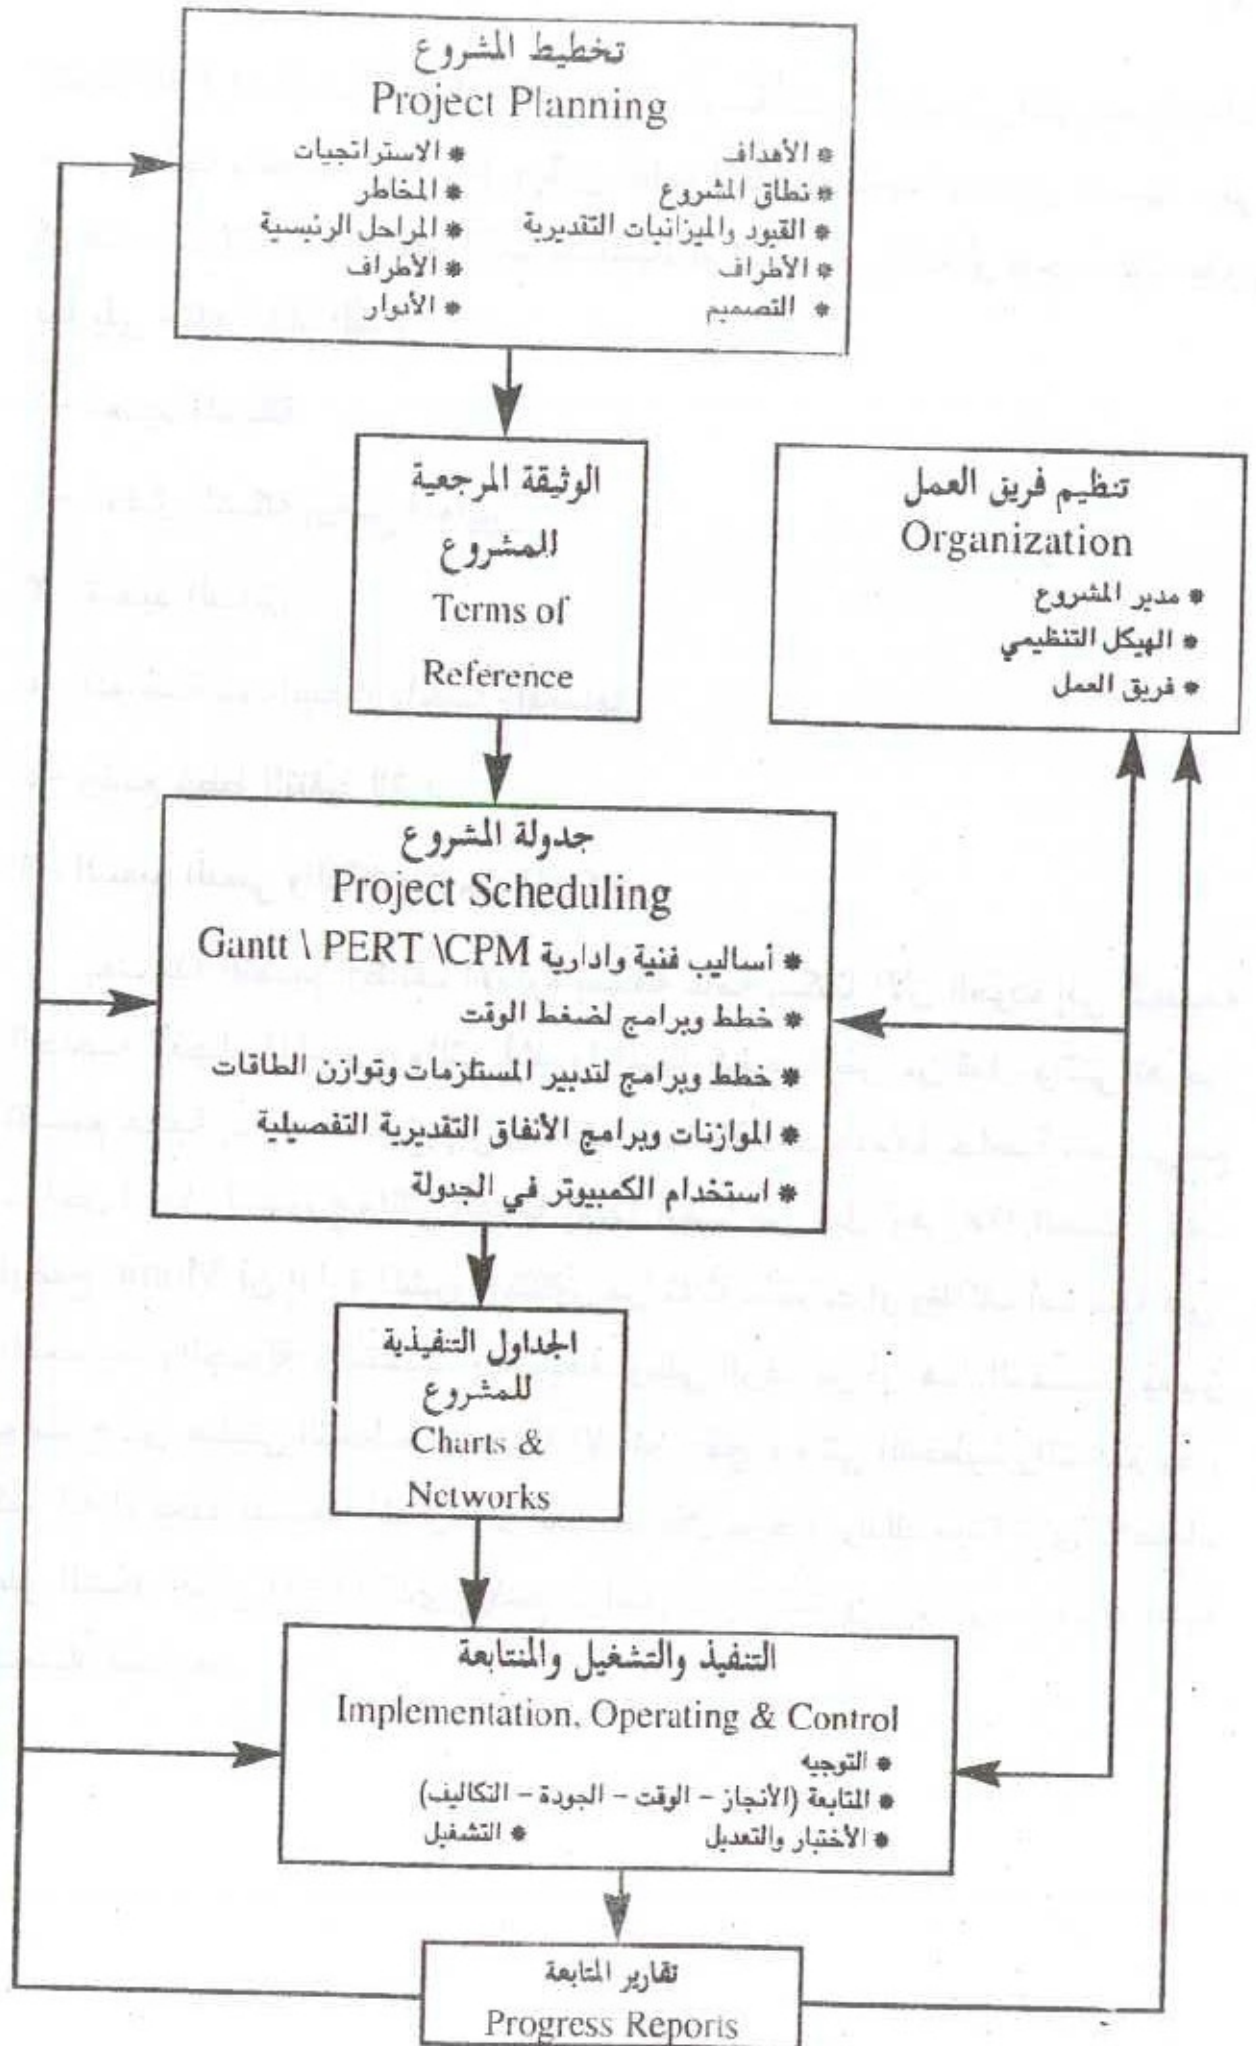 تخطيط المشروع
Project Planning
* الأهداف * الاستراتجيات
* نطاق المشروع * المخاطر
* القيود والميزانيات التقديرية * المراحل الرئيسية
* الأطراف * الأطراف
* التصميم * الأدوار
الوثيقة المرجعية
للمشروع
Terms of
Reference
تنظيم فريق العمل
Organization
* مدير المشروع
* الهيكل التنظيمي
* فريق العمل
جدولة المشروع
Project Scheduling
* أساليب فنية وادارية Gantt \ PERT \CPM
* خطط وبرامج لضغط الوقت
* خطط وبرامج لتدبير المستلزمات وتوازن الطاقات
* الموازنات وبرامج الأنفاق التقديرية التفصيلية
* استخدام الكمبيوتر في الجدولة
الجداول التنفيذية
للمشروع
Charts &
Networks
التنفيذ والتشغيل والمتتابعة
Implementation, Operating & Control
* التوجيه
* المتابعة (الأنجاز – الوقت – الجودة – التكاليف)
* الأختبار والتعديل * التشغيل
تقارير المتابعة
Progress Reports